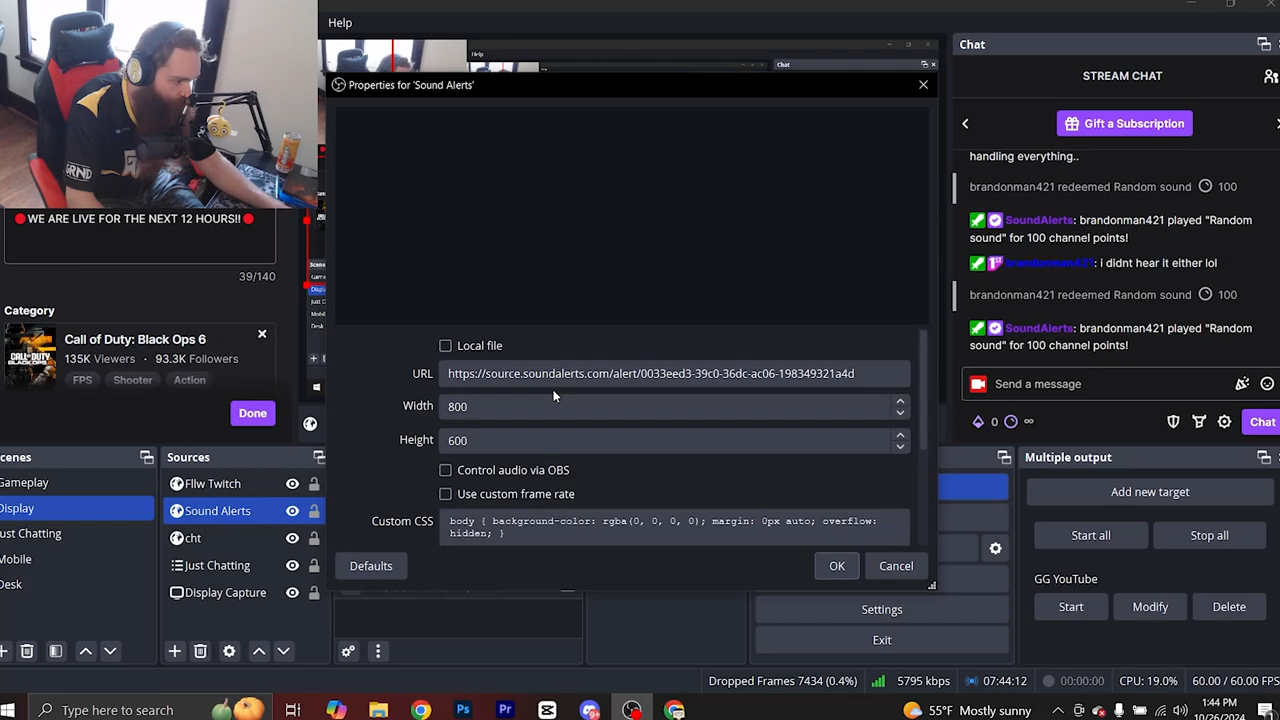 Help
Help
Chat
Properties for 'Sound Alerts'
Chat
STREAM CHAT
Gift a Subscription
handling everything..
brandonman421 redeemed Random sound 100
SoundAlerts: brandonman421 played "Random
sound" for 100 channel points!
brandonman421: i didnt hear it either lol
brandonman421 redeemed Random sound 100
SoundAlerts: brandonman421 played "Random
sound" for 100 channel points!
Send a message
0 ∞
Chat
GRND
WE ARE LIVE FOR THE NEXT 12 HOURS!!
39/140
Category
Call of Duty: Black Ops 6
135K Viewers • 93.3K Followers
FPS Shooter Action
Done
Local file
URL https://source.soundalerts.com/alert/0033eed3-39c0-36dc-ac06-198349321a4d
Width 800
Height 600
Control audio via OBS
Use custom frame rate
Custom CSS body { background-color: rgba(0, 0, 0, 0); margin: 0px auto; overflow:
hidden; }
Defaults OK Cancel
cenes
Gameplay
Display
ust Chatting
Mobile
Desk
Sources
Fllw Twitch
Sound Alerts
cht
Just Chatting
Display Capture
Settings
Exit
Multiple output
Add new target
Start all Stop all
GG YouTube
Start Modify Delete
Dropped Frames 7434 (0.4%) 5795 kbps 07:44:12 00:00:00 CPU: 19.0% 60.00 / 60.00 FPS
Type here to search
Ps
Pr
55°F Mostly sunny
1:44 PM
10/26/20